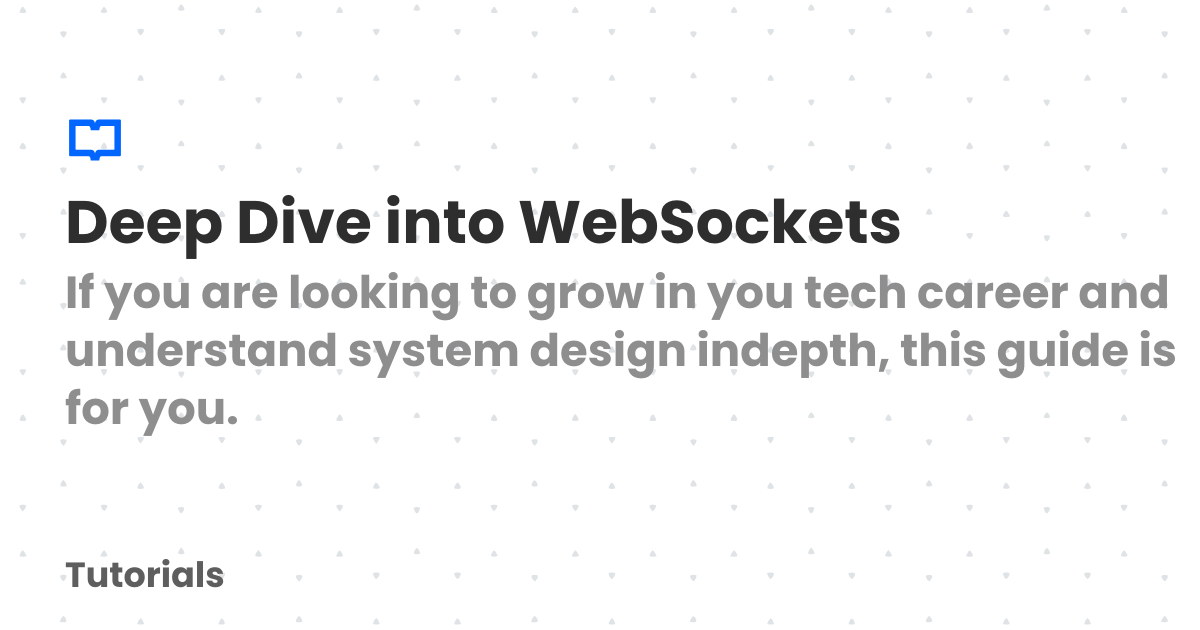 Deep Dive into WebSockets
If you are looking to grow in you tech career and
understand system design indepth, this guide is
for you.
Tutorials